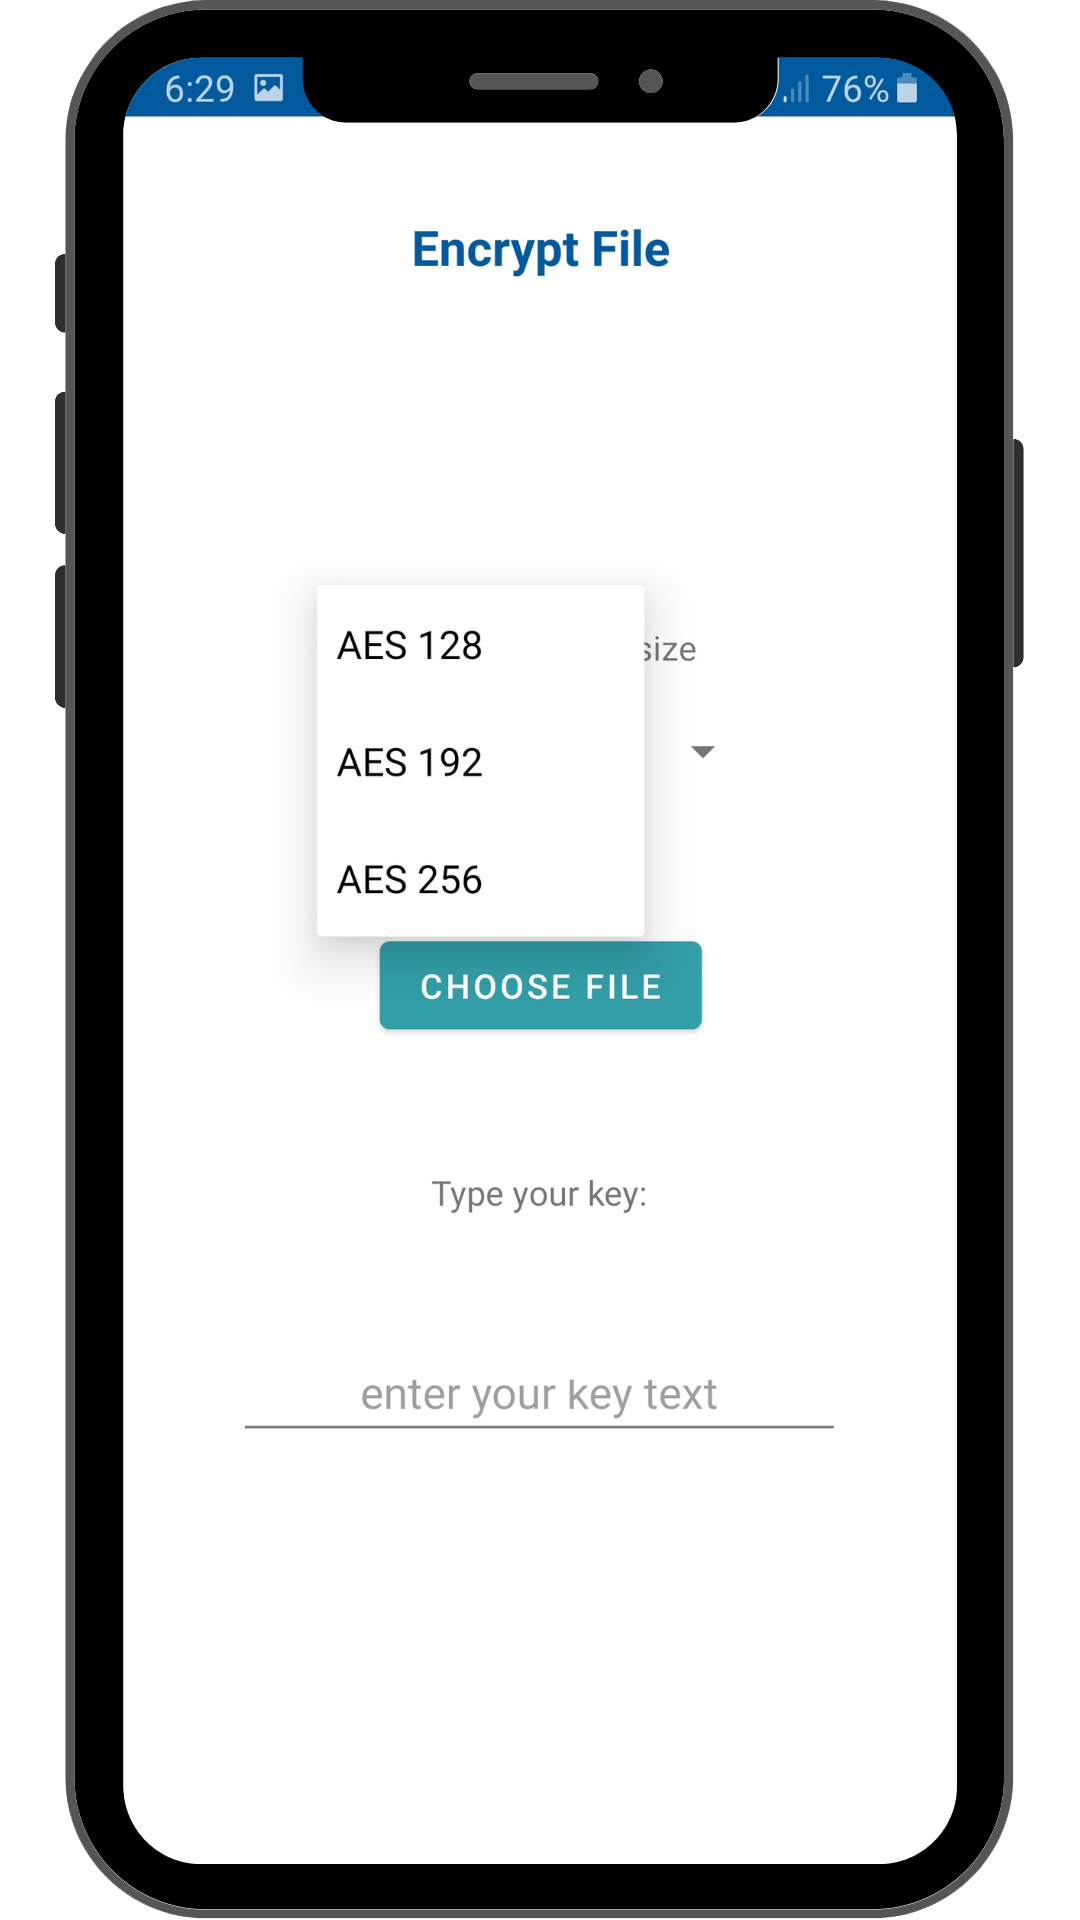 6:29 76%
Encrypt File
AES 128
size
AES 192
AES 256
CHOOSE FILE
Type your key:
enter your key text